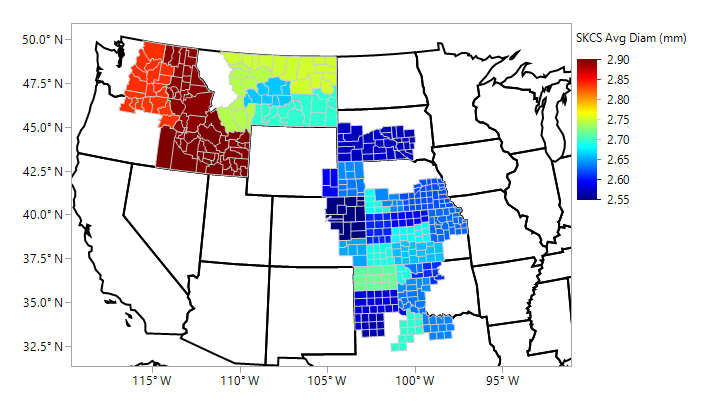 SKCS Avg Diam (mm)
50.0° N
47.5° N
45.0° N
42.5° N
40.0° N
37.5° N
35.0° N
32.5° N
2.90
2.85
2.80
2.75
2.70
2.65
2.60
2.55
115° W
110° W
105° W
100° W
95° W